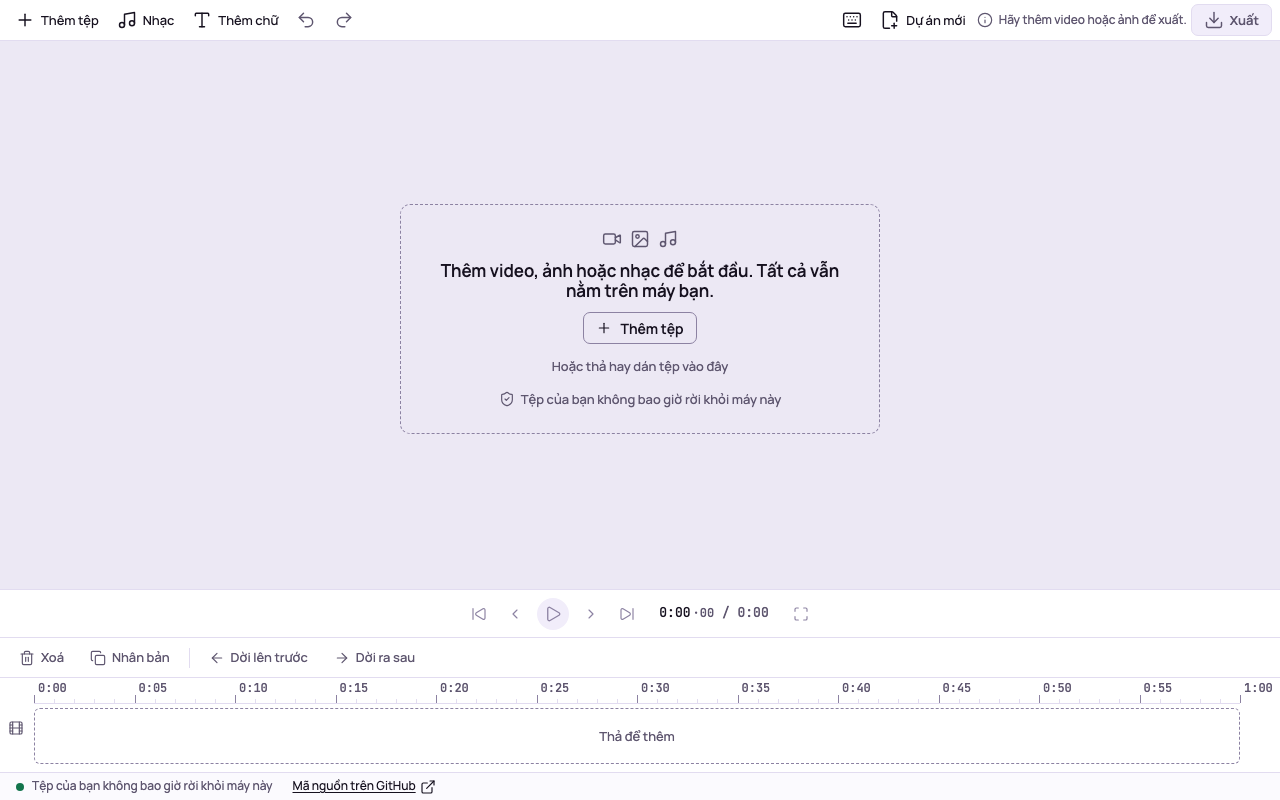 Thêm tệp Nhạc Thêm chữ Dự án mới Hãy thêm video hoặc ảnh để xuất. Xuất
Thêm video, ảnh hoặc nhạc để bắt đầu. Tất cả vẫn
nằm trên máy bạn.
Thêm tệp
Hoặc thả hay dán tệp vào đây
Tệp của bạn không bao giờ rời khỏi máy này
0:00·00 / 0:00
Xoá Nhân bản Dời lên trước Dời ra sau
0:00 0:05 0:10 0:15 0:20 0:25 0:30 0:35 0:40 0:45 0:50 0:55 1:00
Thả để thêm
Tệp của bạn không bao giờ rời khỏi máy này Mã nguồn trên GitHub